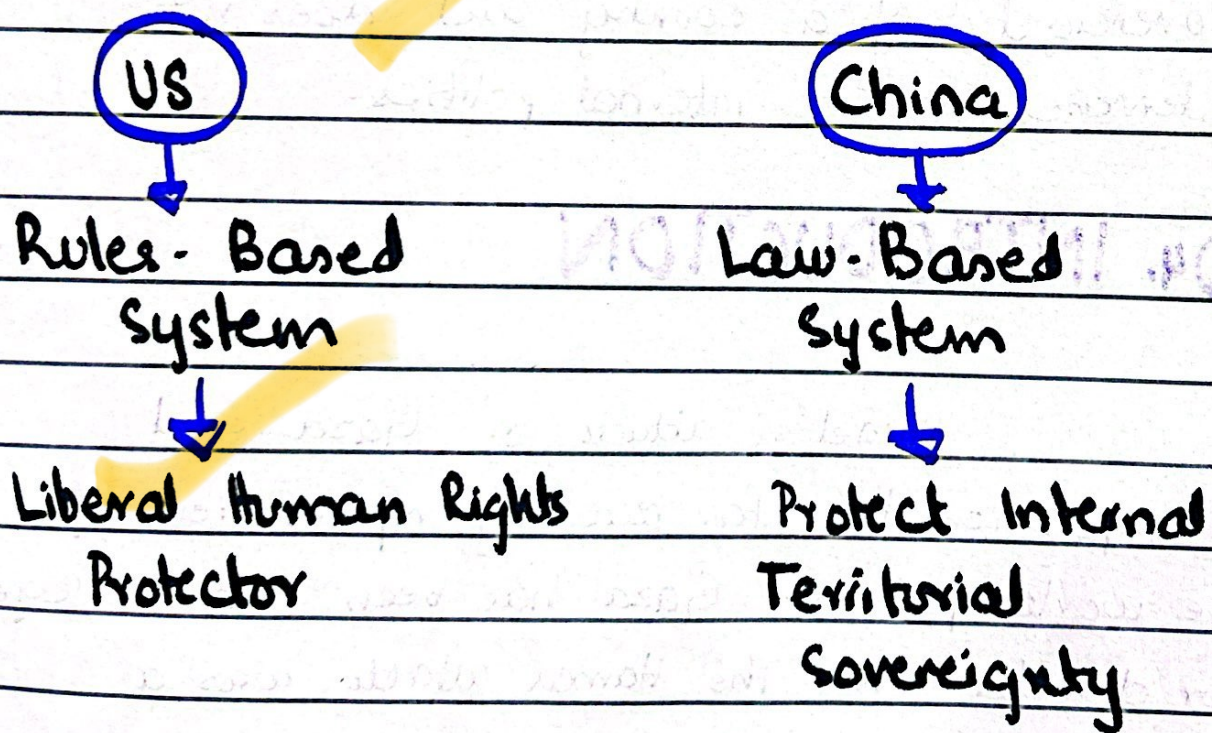 US
China
Rules- Based
System
Law-Based
System
Liberal Human Rights
Protector
Protect Internal
Territorial
Sovereignty